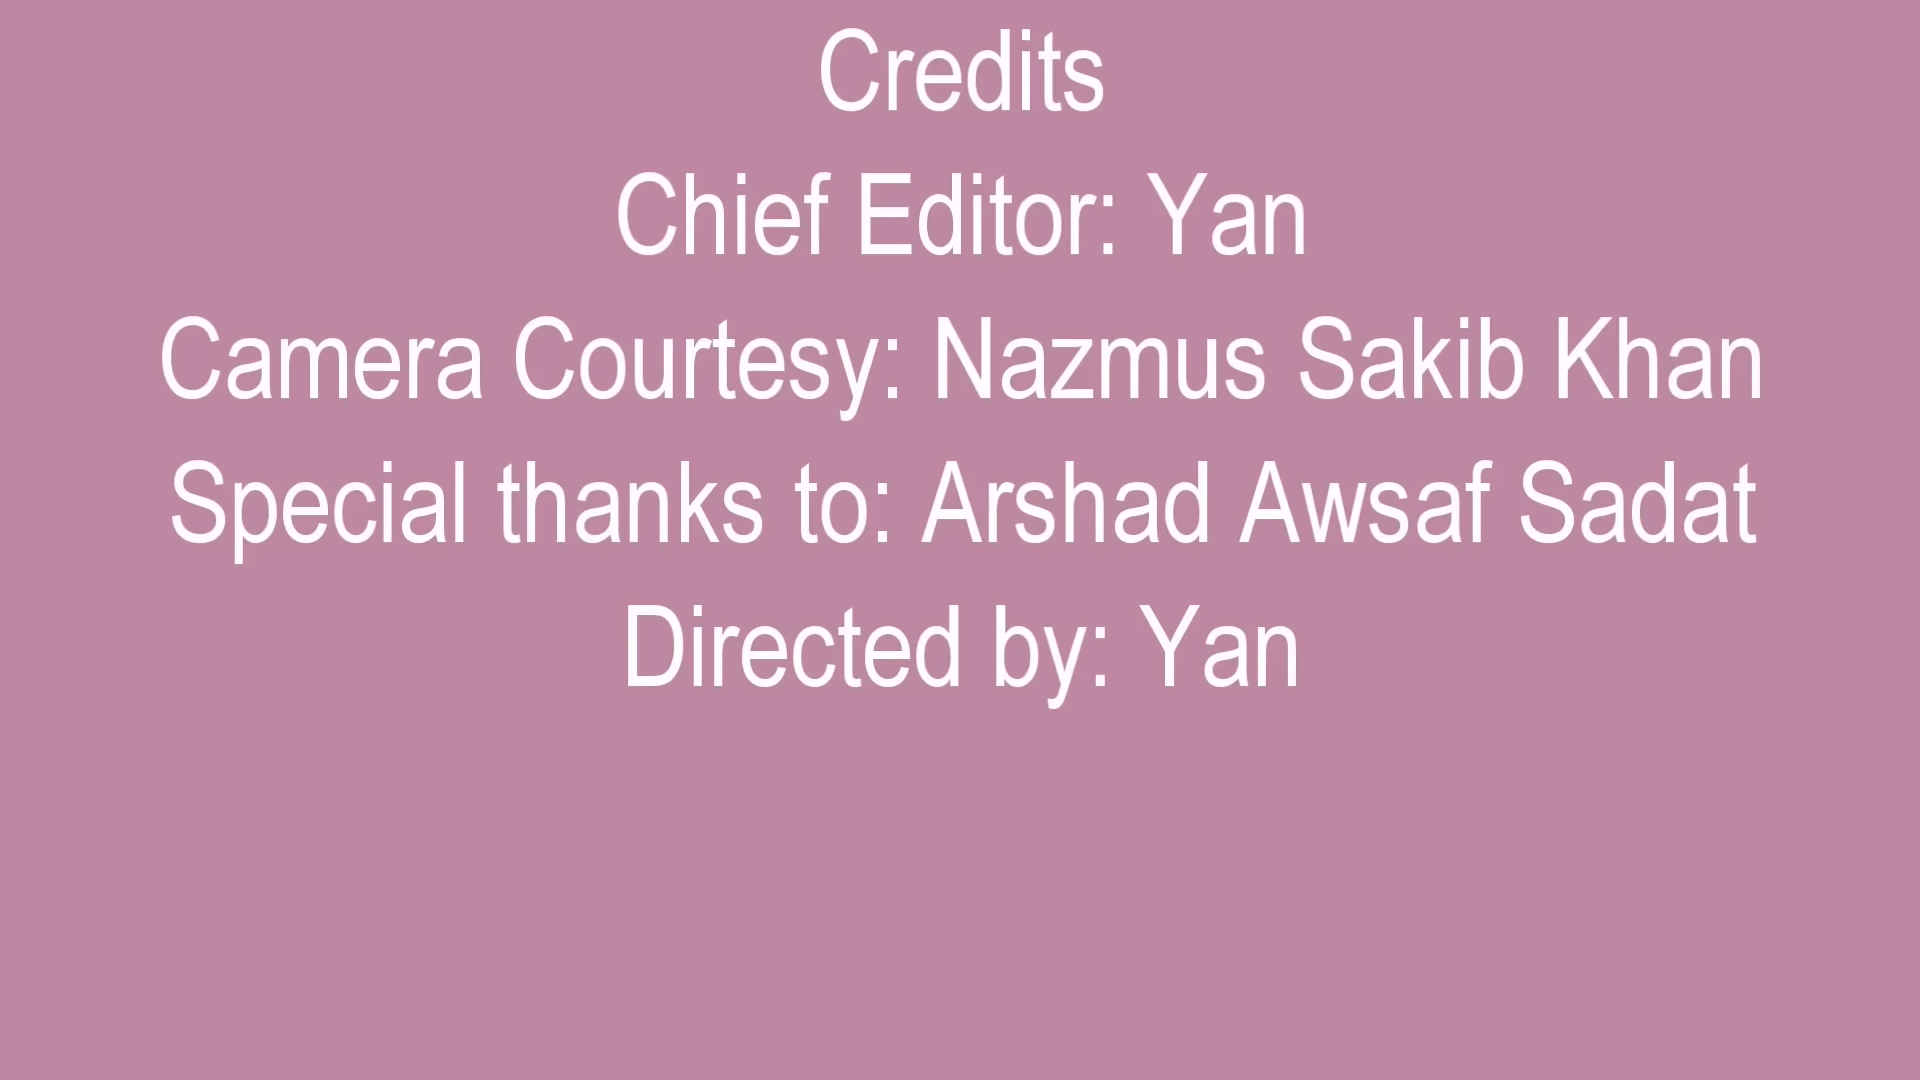 Credits
Chief Editor: Yan
Camera Courtesy: Nazmus Sakib Khan
Special thanks to: Arshad Awsaf Sadat
Directed by: Yan